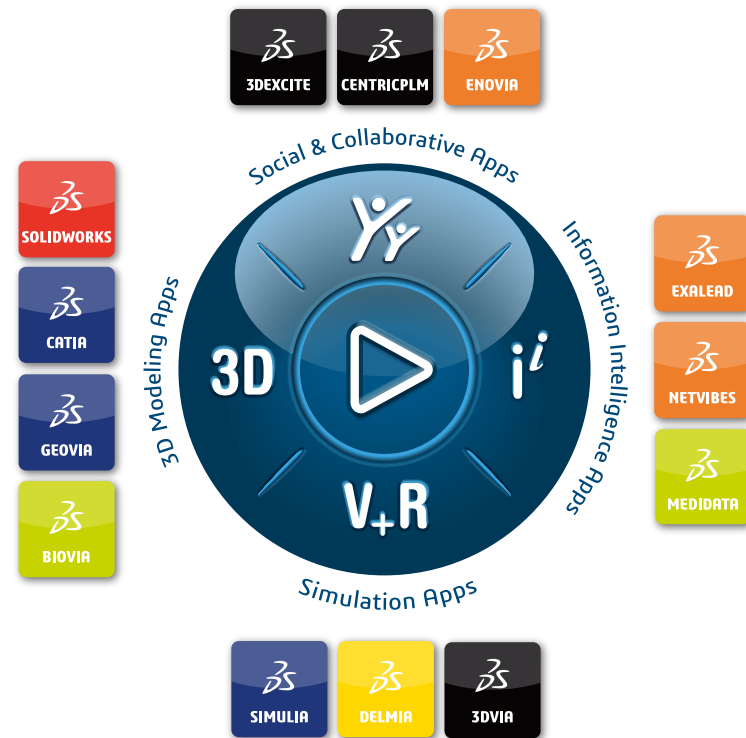 3DEXCITE
CENTRICPLM
ENOVIA
Social & Collaborative Apps
SOLIDWORKS
CATIA
GEOVIA
BIOVIA
3D Modeling Apps
Information Intelligence Apps
EXALEAD
NETVIBES
MEDIDATA
3D
i i
V+R
Simulation Apps
SIMULIA
DELMIA
3DVIA